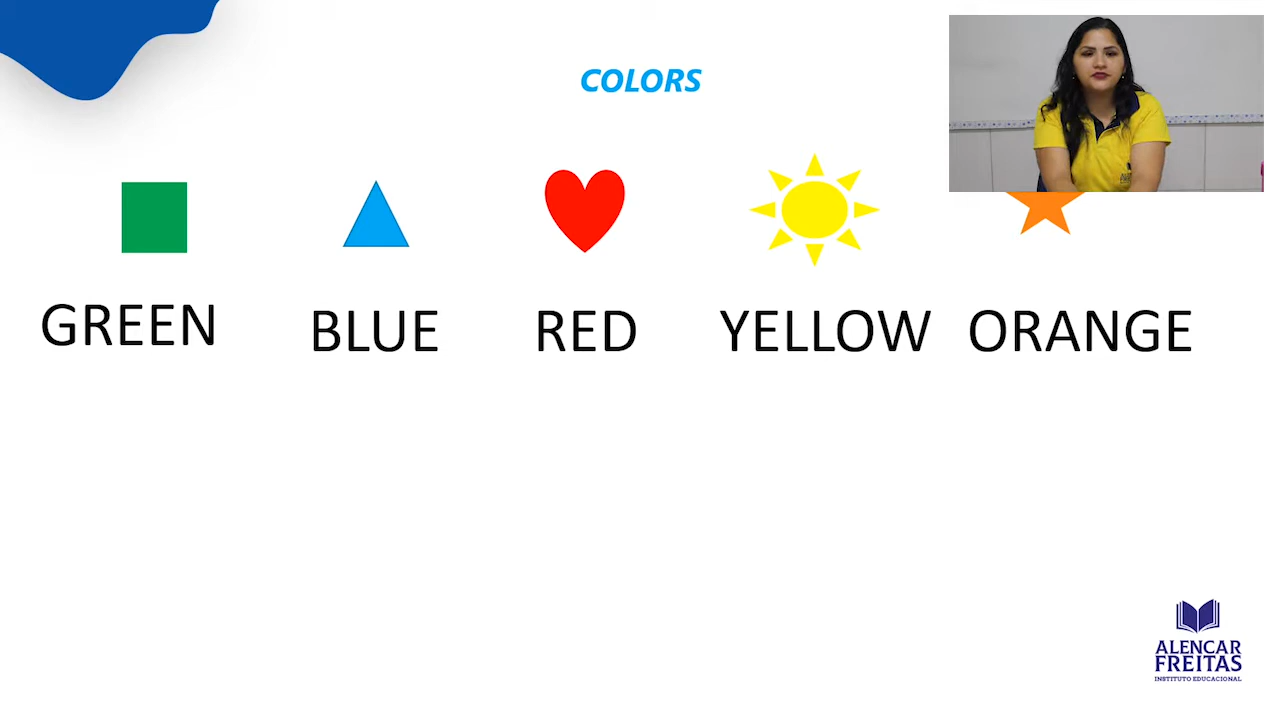 COLORS
GREEN BLUE RED YELLOW ORANGE
ALENCAR
FREITAS
INSTITUTO EDUCACIONAL